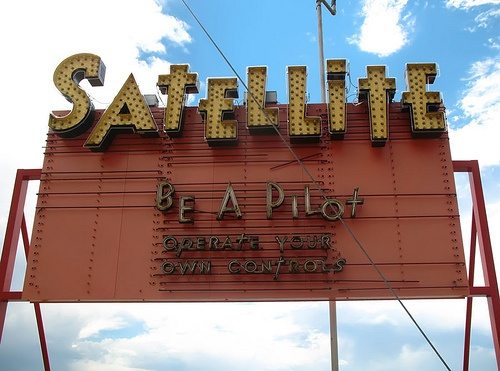 SAtELLItE
BE A PILOt
OPERAtE YOUR
OWN CONtROLS